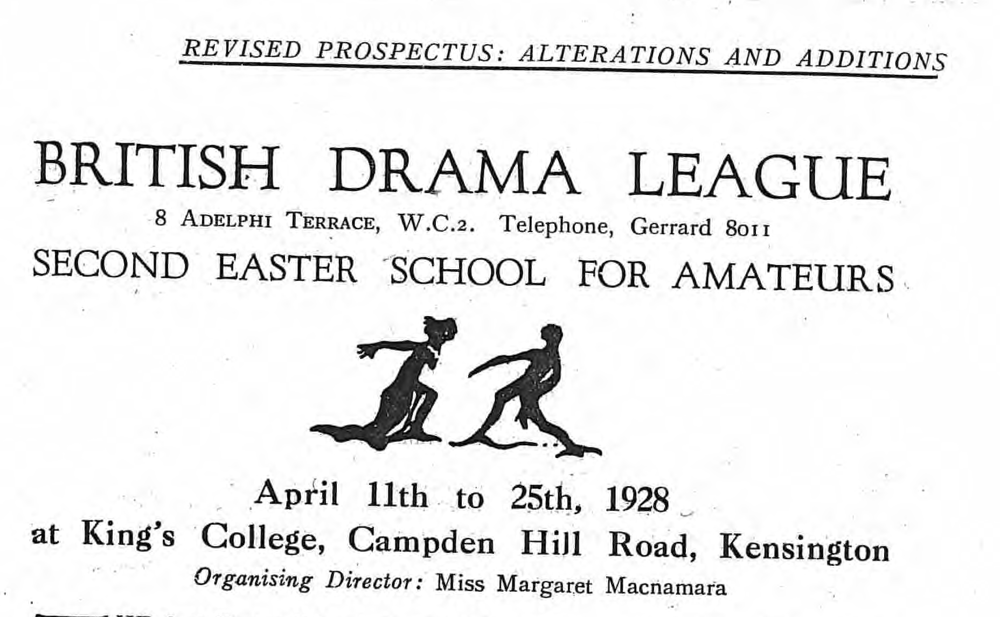 REVISED PROSPECTUS: ALTERATIONS AND ADDITIONS
BRITISH DRAMA LEAGUE
8 ADELPHI TERRACE, W.C.2. Telephone, Gerrard 8011
SECOND EASTER SCHOOL FOR AMATEURS
April 11th to 25th, 1928
at King's College, Campden Hill Road, Kensington
Organising Director: Miss Margaret Macnamara